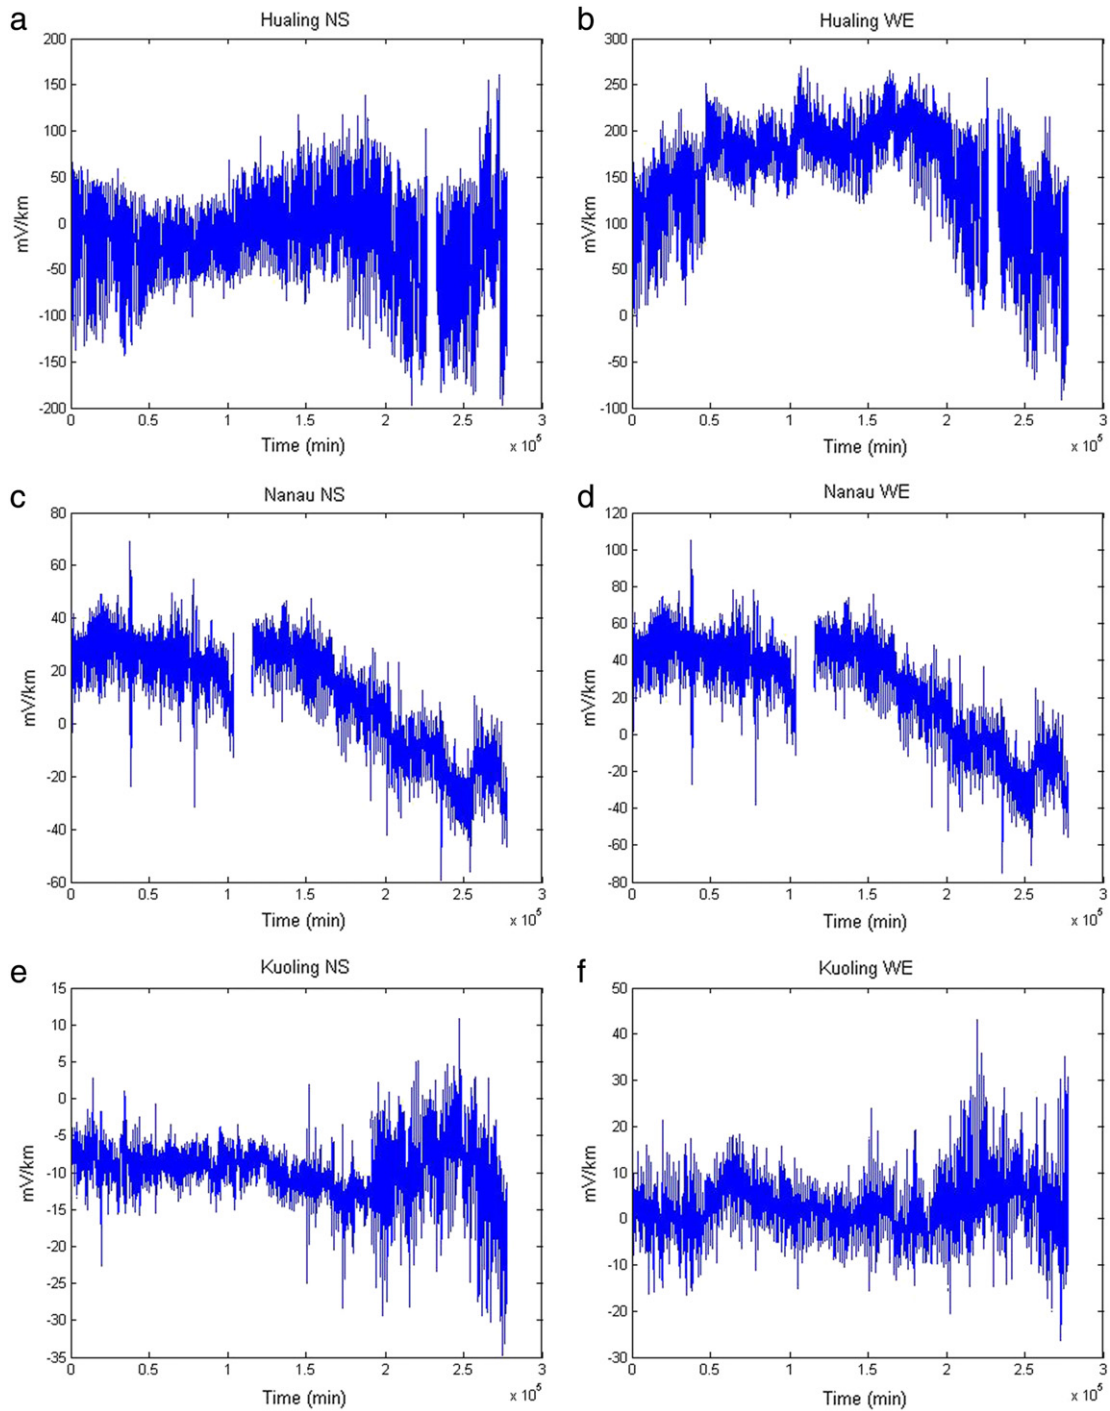 a
Hualing NS
200
150
100
50
0
-50
-100
-150
-200
mV/km
0 0.5 1 1.5 2 2.5 3
Time (min)
x 10^5
b
Hualing WE
300
250
200
150
100
50
0
-50
-100
mV/km
0 0.5 1 1.5 2 2.5 3
Time (min)
x 10^5
c
Nanau NS
80
60
40
20
0
-20
-40
-60
mV/km
0 0.5 1 1.5 2 2.5 3
Time (min)
x 10^5
d
Nanau WE
120
100
80
60
40
20
0
-20
-40
-60
-80
mV/km
0 0.5 1 1.5 2 2.5 3
Time (min)
x 10^5
e
Kuoling NS
15
10
5
0
-5
-10
-15
-20
-25
-30
-35
mV/km
0 0.5 1 1.5 2 2.5 3
Time (min)
x 10^5
f
Kuoling WE
50
40
30
20
10
0
-10
-20
-30
mV/km
0 0.5 1 1.5 2 2.5 3
Time (min)
x 10^5